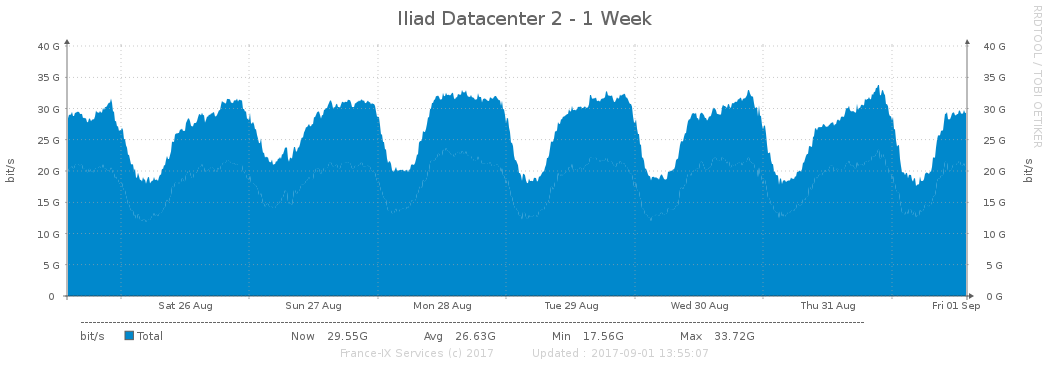 Iliad Datacenter 2 - 1 Week
RRDTOOL / TOBI OETIKER
40 G 40 G
35 G 35 G
30 G 30 G
25 G 25 G
20 G 20 G
15 G 15 G
10 G 10 G
5 G 5 G
0 0 G
bit/s bit/s
Sat 26 Aug Sun 27 Aug Mon 28 Aug Tue 29 Aug Wed 30 Aug Thu 31 Aug Fri 01 Sep
bit/s Total Now 29.55G Avg 26.63G Min 17.56G Max 33.72G
France-IX Services (c) 2017 Updated : 2017-09-01 13:55:07